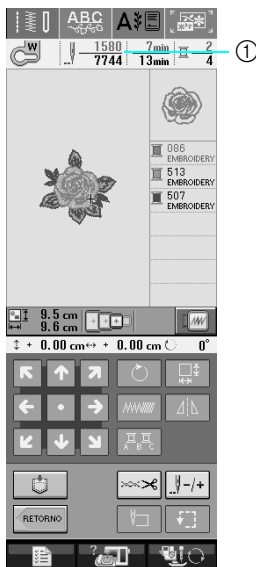 ABC A
W 1580 7min 2 ①
7744 13min 4
086
EMBROIDERY
513
EMBROIDERY
507
EMBROIDERY
9.5 cm
9.6 cm
+ 0.00 cm + 0.00 cm 0°
A B C
-/+
RETORNO
?